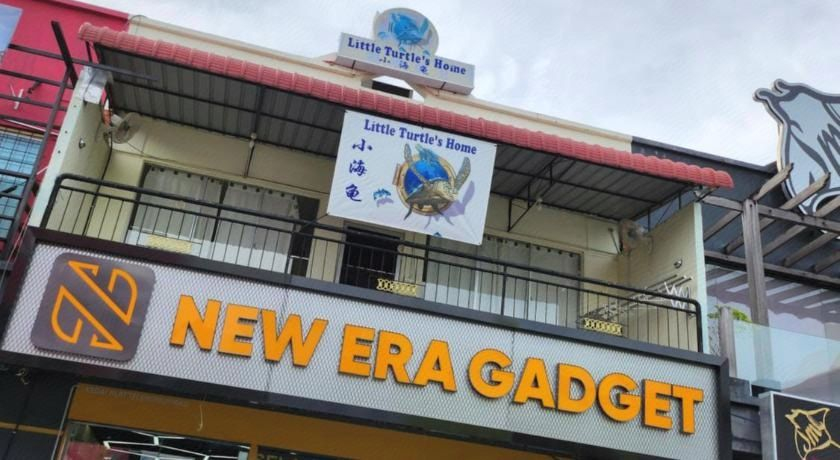 Little Turtle's Home
小海龟
Little Turtle's Home
小海龟
NEW ERA GADGET